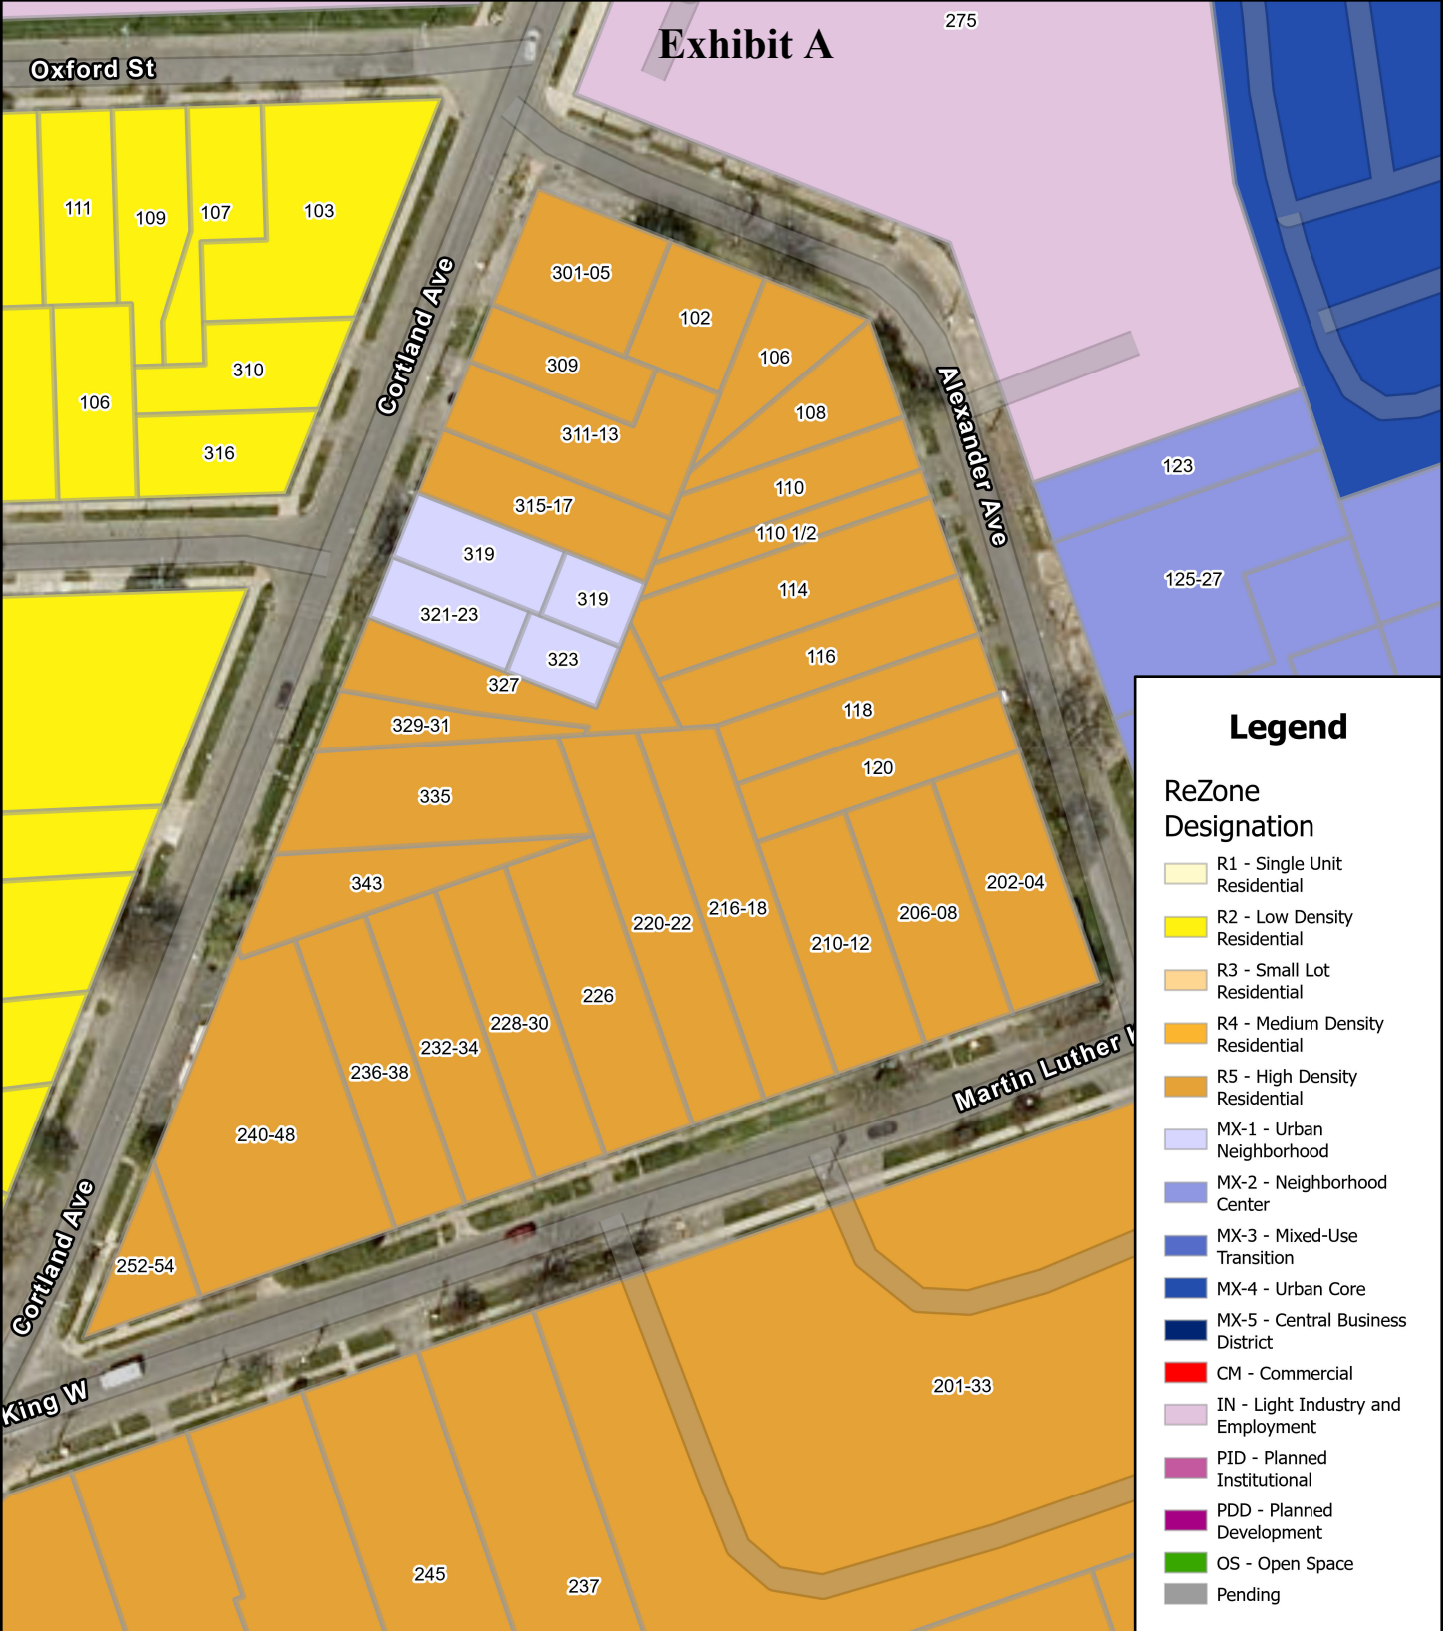 275
Exhibit A
Oxford St
111
109
107
103
310
106
316
Cortland Ave
301-05
102
309
106
311-13
108
315-17
110
110 1/2
319
319
114
321-23
323
116
327
118
329-31
120
335
343
202-04
216-18
206-08
220-22
210-12
226
228-30
232-34
236-38
240-48
252-54
Alexander Ave
123
125-27
Cortland Ave
Martin Luther K
King W
201-33
245
237
Legend
ReZone
Designation
R1 - Single Unit
Residential
R2 - Low Density
Residential
R3 - Small Lot
Residential
R4 - Medium Density
Residential
R5 - High Density
Residential
MX-1 - Urban
Neighborhood
MX-2 - Neighborhood
Center
MX-3 - Mixed-Use
Transition
MX-4 - Urban Core
MX-5 - Central Business
District
CM - Commercial
IN - Light Industry and
Employment
PID - Planned
Institutional
PDD - Planned
Development
OS - Open Space
Pending